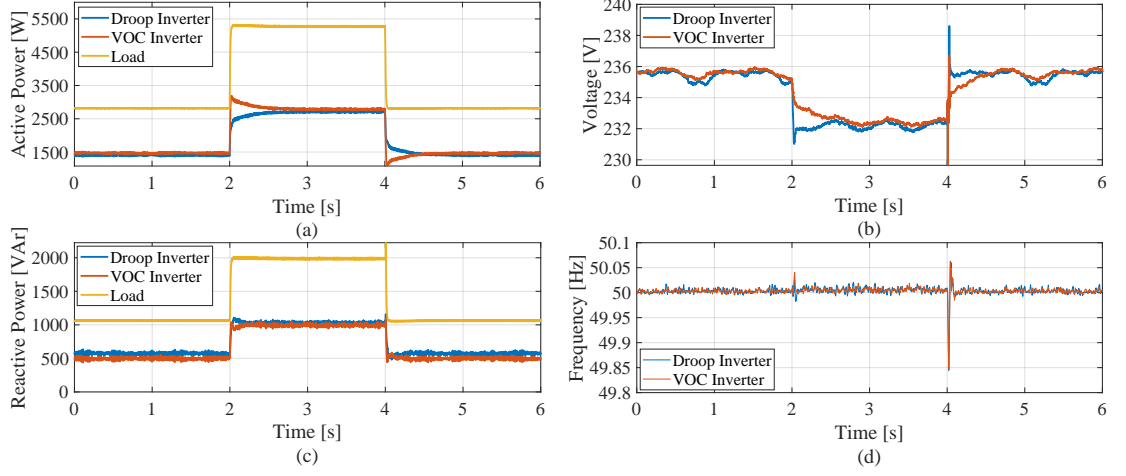 Active Power [W]
5500
4500
3500
2500
1500
Droop Inverter
VOC Inverter
Load
0 1 2 3 4 5 6
Time [s]
(a)
Voltage [V]
240
238
236
234
232
230
Droop Inverter
VOC Inverter
0 1 2 3 4 5 6
Time [s]
(b)
Reactive Power [VAr]
2000
1500
1000
500
0
Droop Inverter
VOC Inverter
Load
0 1 2 3 4 5 6
Time [s]
(c)
Frequency [Hz]
50.1
50.05
50
49.95
49.9
49.85
49.8
Droop Inverter
VOC Inverter
0 1 2 3 4 5 6
Time [s]
(d)